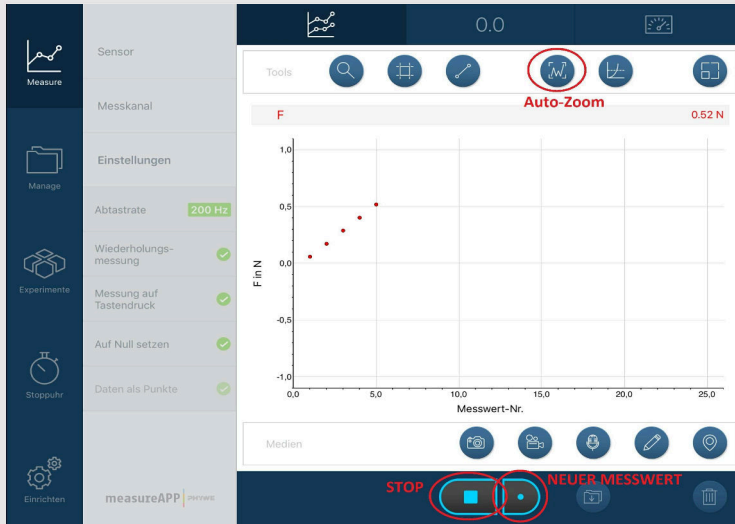 0.0
Measure
Sensor
Tools
Auto-Zoom
Messkanal
F
0.52 N
Einstellungen
Manage
Abtastrate
200 Hz
Wiederholungs-
messung
Experimente
Messung auf
Tastendruck
Auf Null setzen
Daten als Punkte
Stoppuhr
F in N
1,0
0,5
0,0
-0,5
-1,0
0,0
5,0
10,0
15,0
20,0
25,0
Messwert-Nr.
Medien
STOP
NEUER MESSWERT
Einrichten
measureAPP
PHYWE